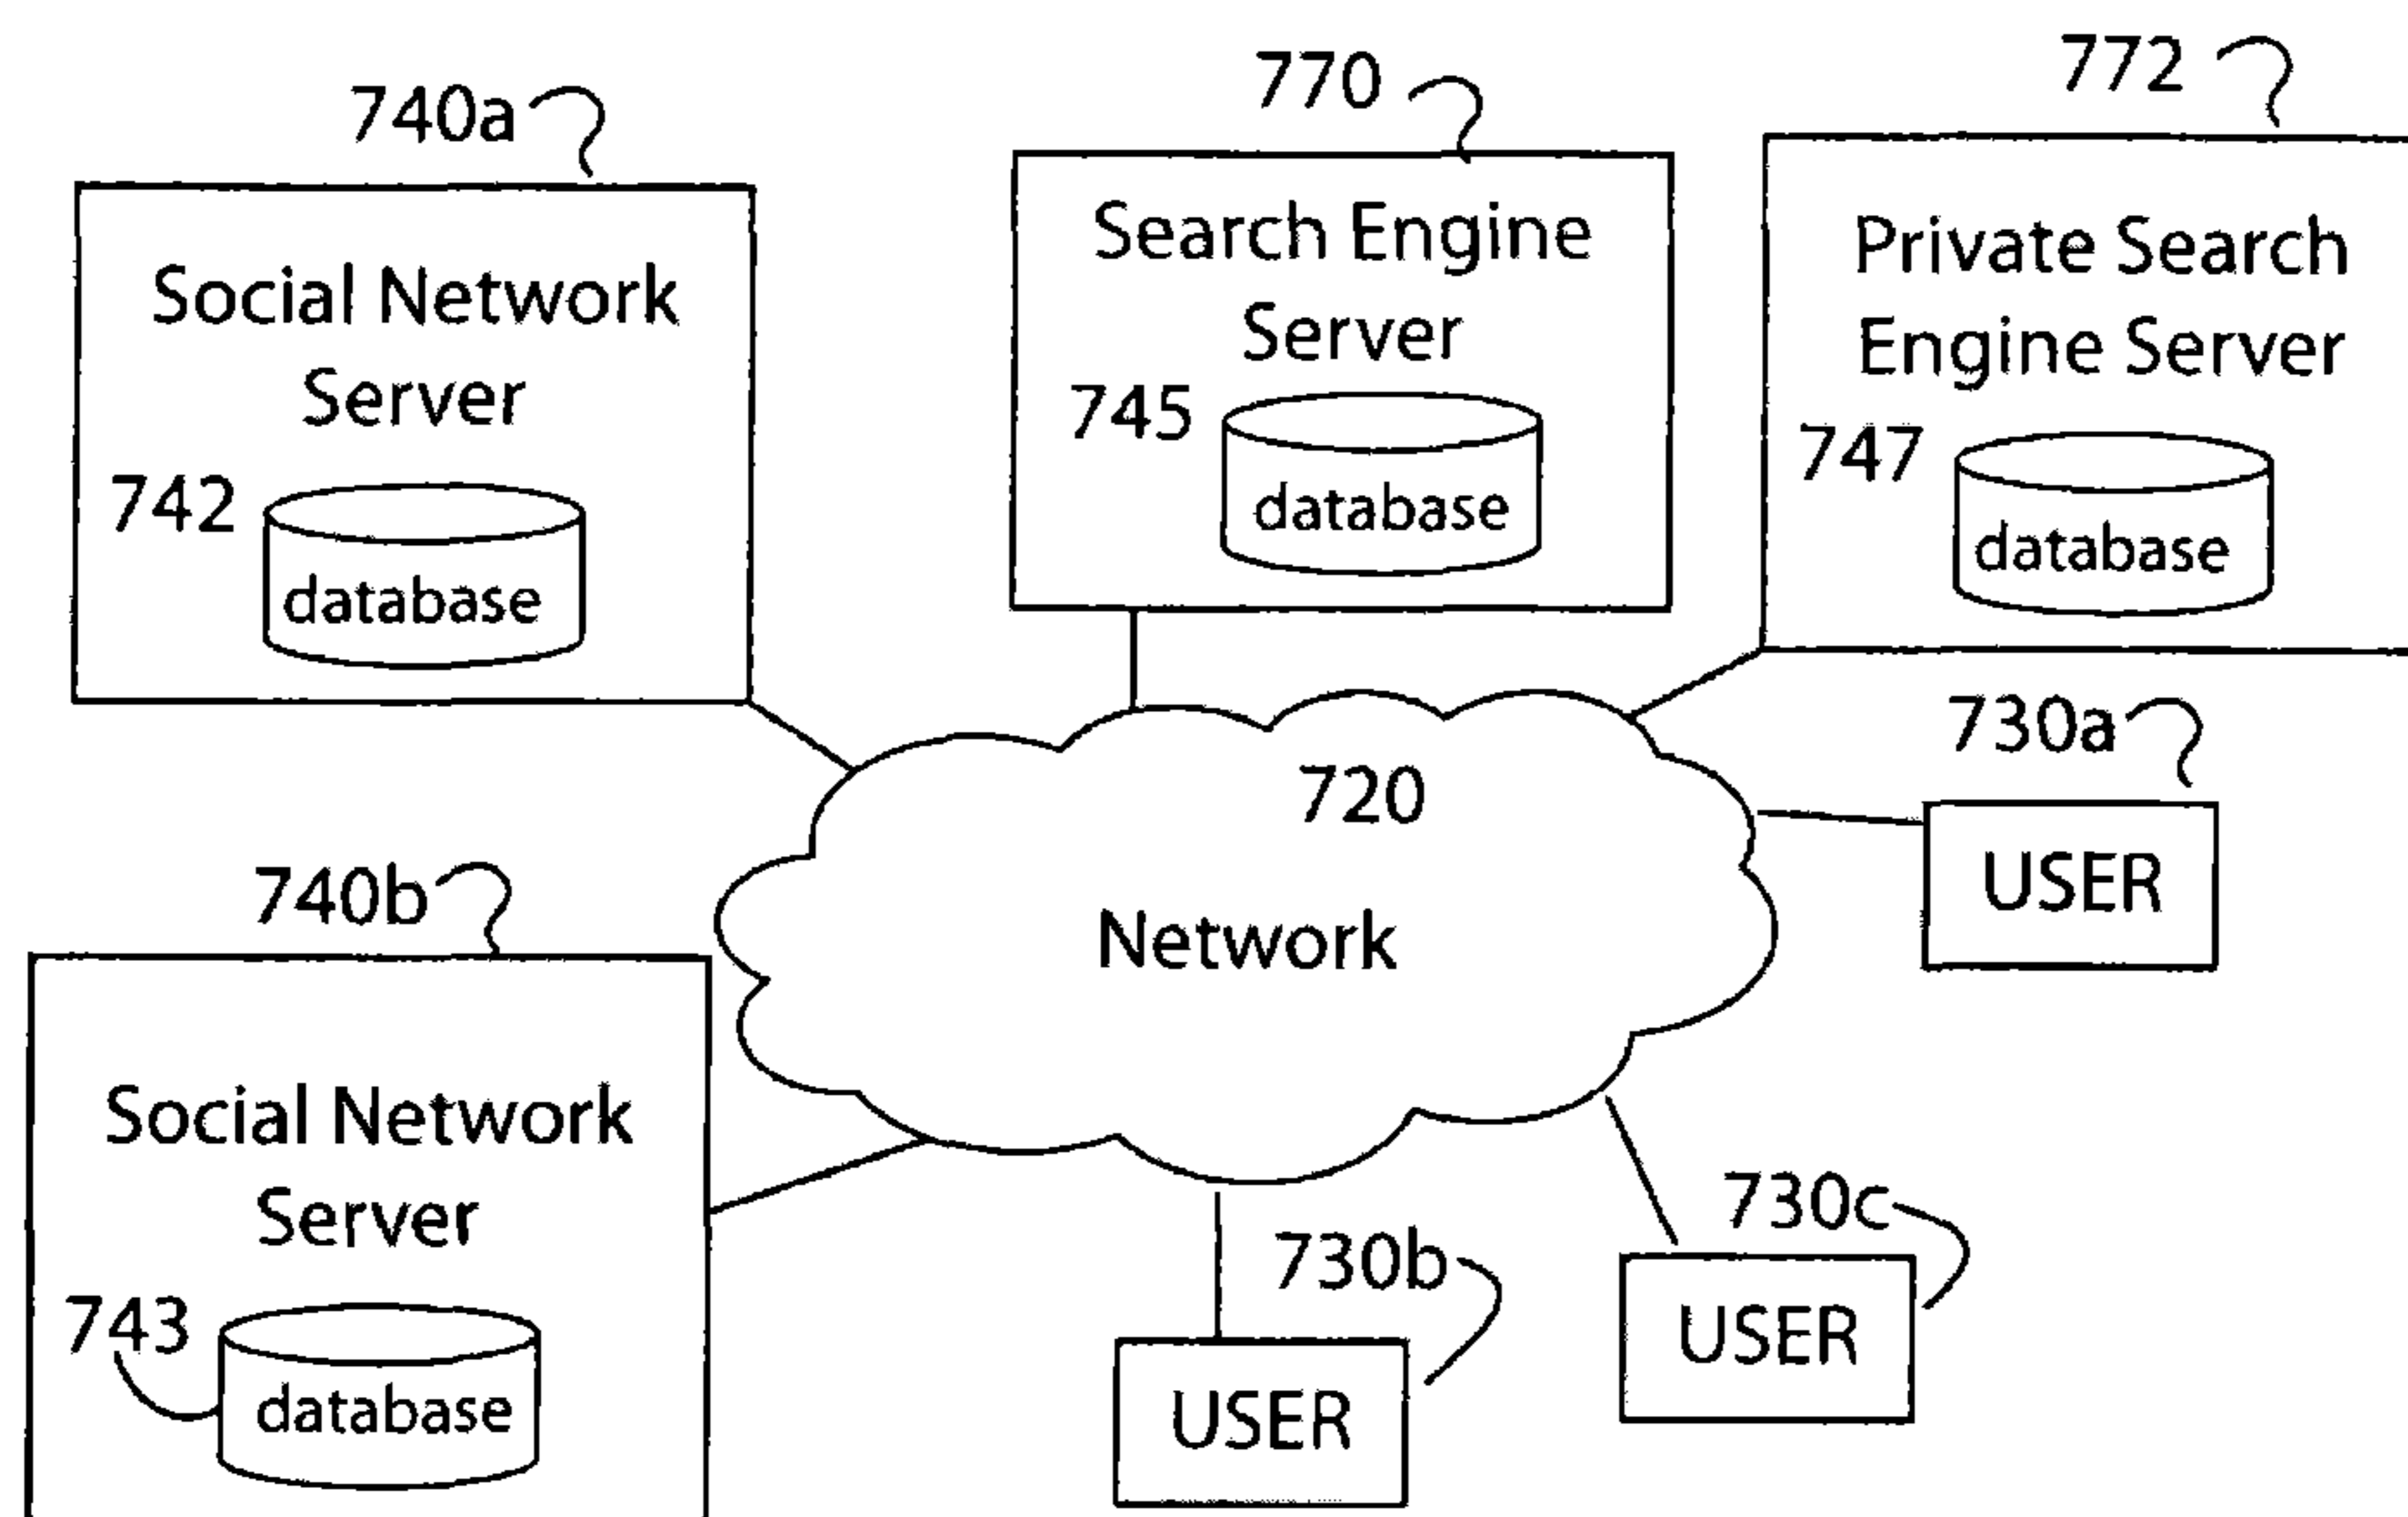 740a
770
772
Social Network
Server
742
database
Search Engine
Server
745
database
Private Search
Engine Server
747
database
720
Network
730a
USER
740b
Social Network
Server
743
database
730b
USER
730c
USER